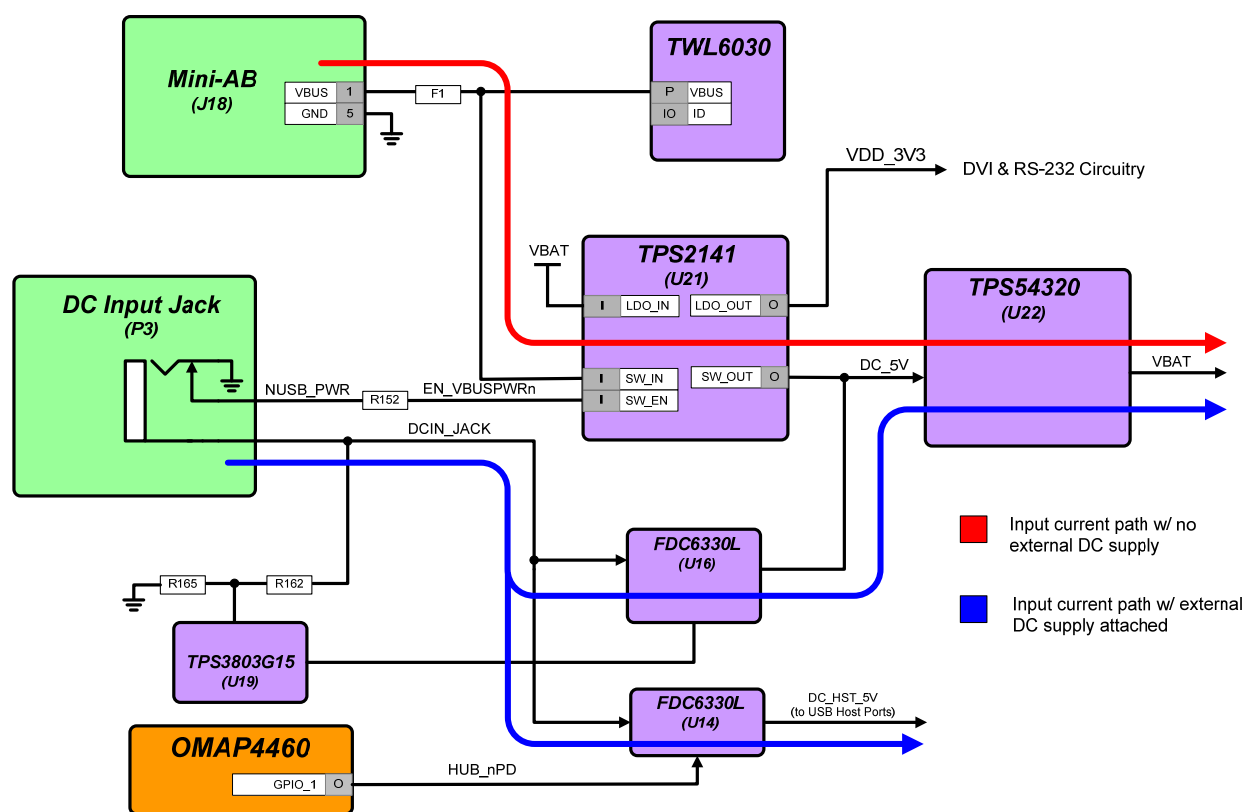 Mini-AB
(J18)
VBUS 1
GND 5
F1
TWL6030
P VBUS
IO ID
VDD_3V3
DVI & RS-232 Circuitry
VBAT
TPS2141
(U21)
I LDO_IN
LDO_OUT O
I SW_IN
SW_OUT O
I SW_EN
DC_5V
TPS54320
(U22)
VBAT
DC Input Jack
(P3)
NUSB_PWR
R152
EN_VBUSPWRn
DCIN_JACK
FDC6330L
(U16)
Input current path w/ no
external DC supply
Input current path w/ external
DC supply attached
R165
R162
TPS3803G15
(U19)
FDC6330L
(U14)
DC_HST_5V
(to USB Host Ports)
OMAP4460
GPIO_1 O
HUB_nPD